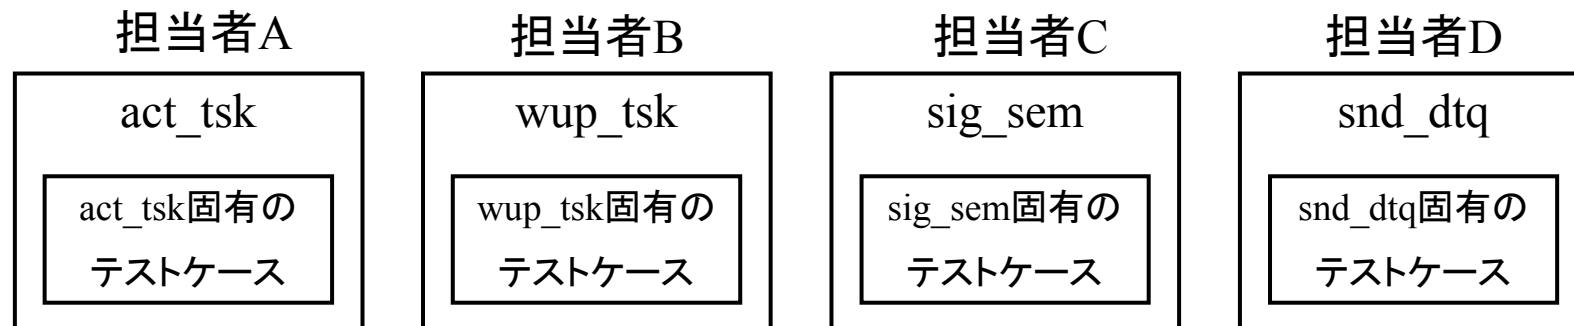 担当者A
担当者B
担当者C
担当者D
act_tsk
wup_tsk
sig_sem
snd_dtq
act_tsk固有の
テストケース
wup_tsk固有の
テストケース
sig_sem固有の
テストケース
snd_dtq固有の
テストケース